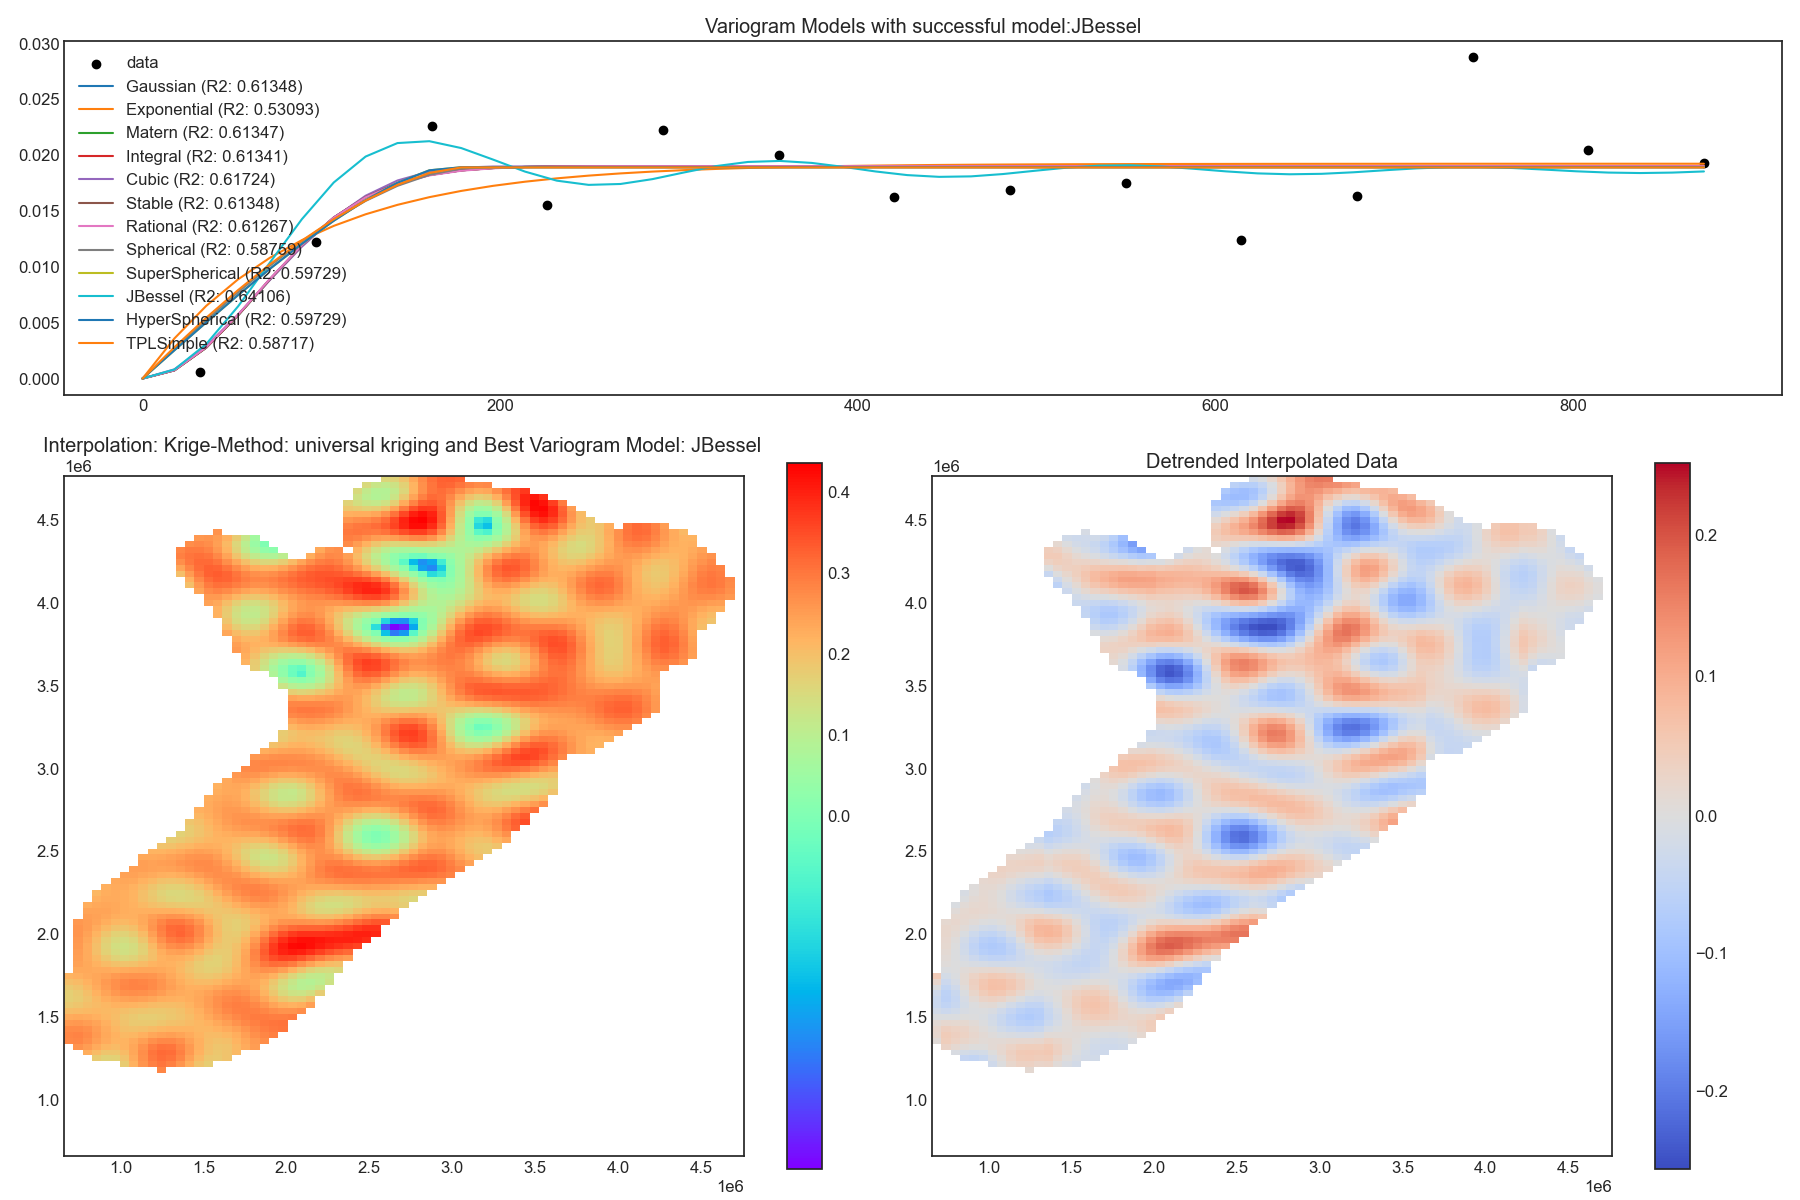 Variogram Models with successful model:JBessel
0.030
0.025
0.020
0.015
0.010
0.005
0.000
data
Gaussian (R2: 0.61348)
Exponential (R2: 0.53093)
Matern (R2: 0.61347)
Integral (R2: 0.61341)
Cubic (R2: 0.61724)
Stable (R2: 0.61348)
Rational (R2: 0.61267)
Spherical (R2: 0.58759)
SuperSpherical (R2: 0.59729)
JBessel (R2: 0.64106)
HyperSpherical (R2: 0.59729)
TPLSimple (R2: 0.58717)
0 200 400 600 800
Interpolation: Krige-Method: universal kriging and Best Variogram Model: JBessel
1e6
4.5
4.0
3.5
3.0
2.5
2.0
1.5
1.0
1.0 1.5 2.0 2.5 3.0 3.5 4.0 4.5
1e6
0.4
0.3
0.2
0.1
0.0
Detrended Interpolated Data
1e6
4.5
4.0
3.5
3.0
2.5
2.0
1.5
1.0
1.0 1.5 2.0 2.5 3.0 3.5 4.0 4.5
1e6
0.2
0.1
0.0
−0.1
−0.2